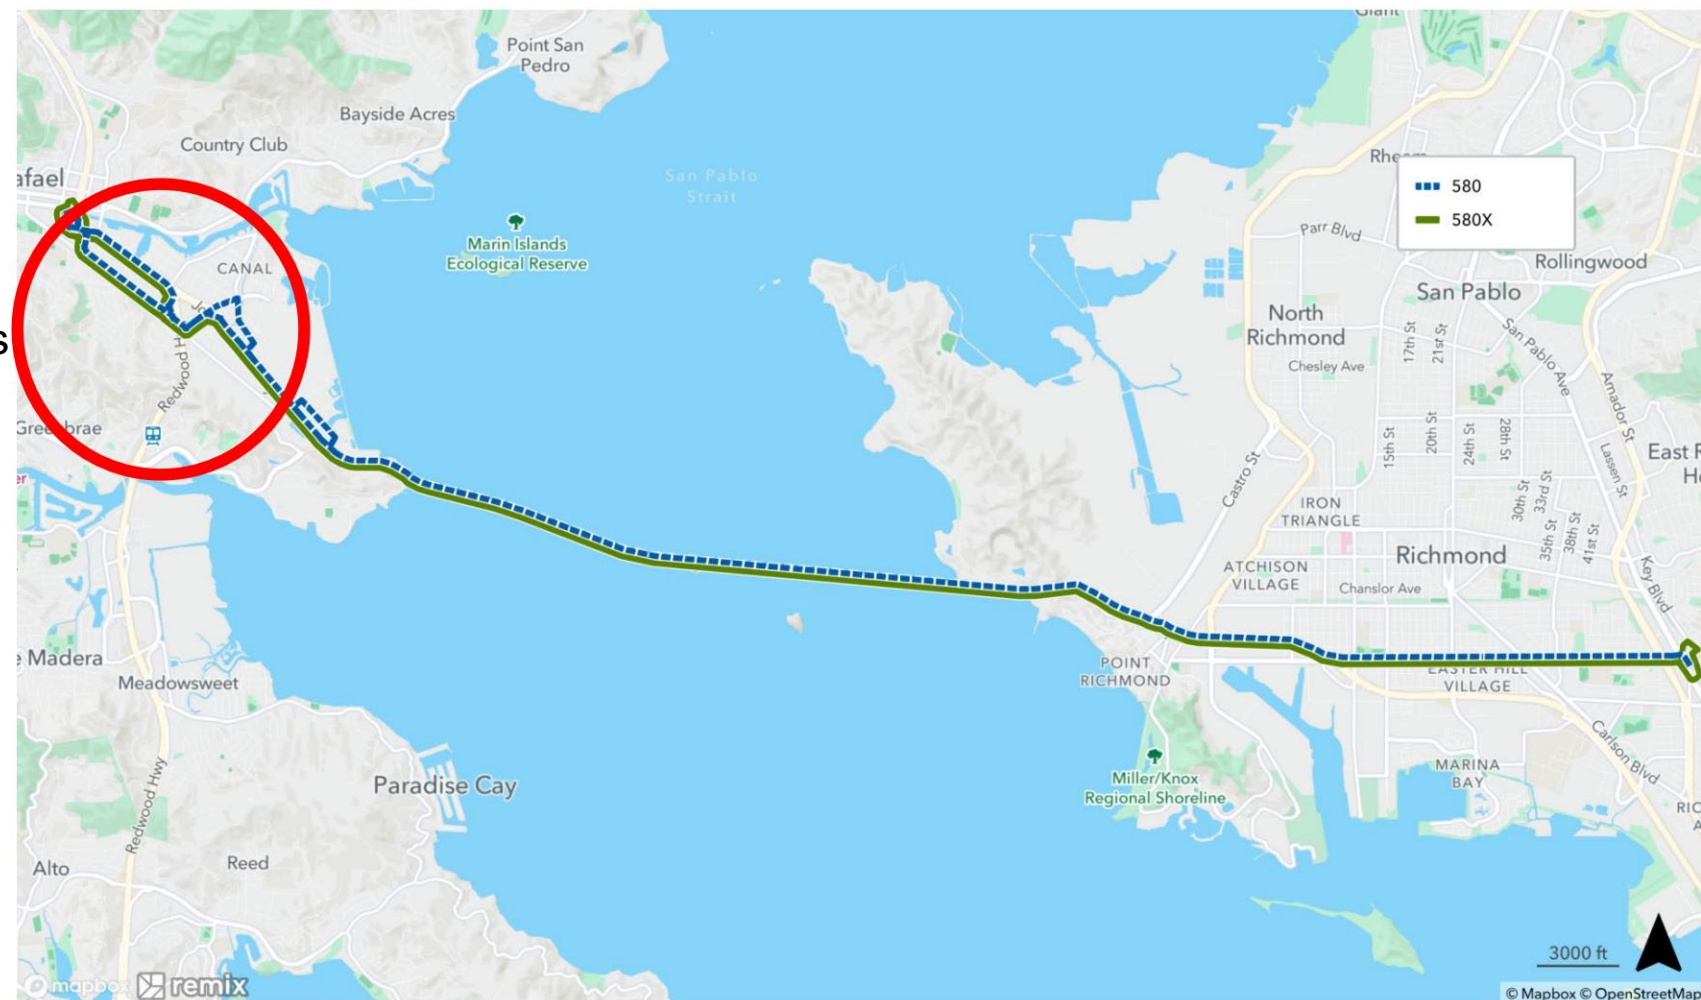 Giant
Point San
Pedro
Bayside Acres
Country Club
afael
San Pablo
Strait
Marin Islands
Ecological Reserve
CANAL
s
Redwood H
Greenbrae
er
e Madera
Meadowsweet
Redwood Hwy
Paradise Cay
Alto
Reed
580
580X
Parr Blvd
Rollingwood
San Pablo
North
Richmond
Chesley Ave
17th St
21st St
San Pablo Ave
Amador St
15th St
20th St
24th St
28th St
Lassen St
East R
He
Castro St
30th St
33rd St
35th St
38th St
41st St
IRON
TRIANGLE
Richmond
ATCHISON
VILLAGE
Chanslor Ave
Key Blvd
POINT
RICHMOND
EASTER HILL
VILLAGE
Carlson Blvd
MARINA
BAY
Miller/Knox
Regional Shoreline
RIC
A
3000 ft
mapbox remix
© Mapbox © OpenStreetMap